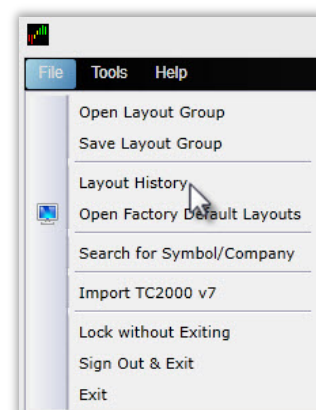 File Tools Help
Open Layout Group
Save Layout Group
Layout History
Open Factory Default Layouts
Search for Symbol/Company
Import TC2000 v7
Lock without Exiting
Sign Out & Exit
Exit